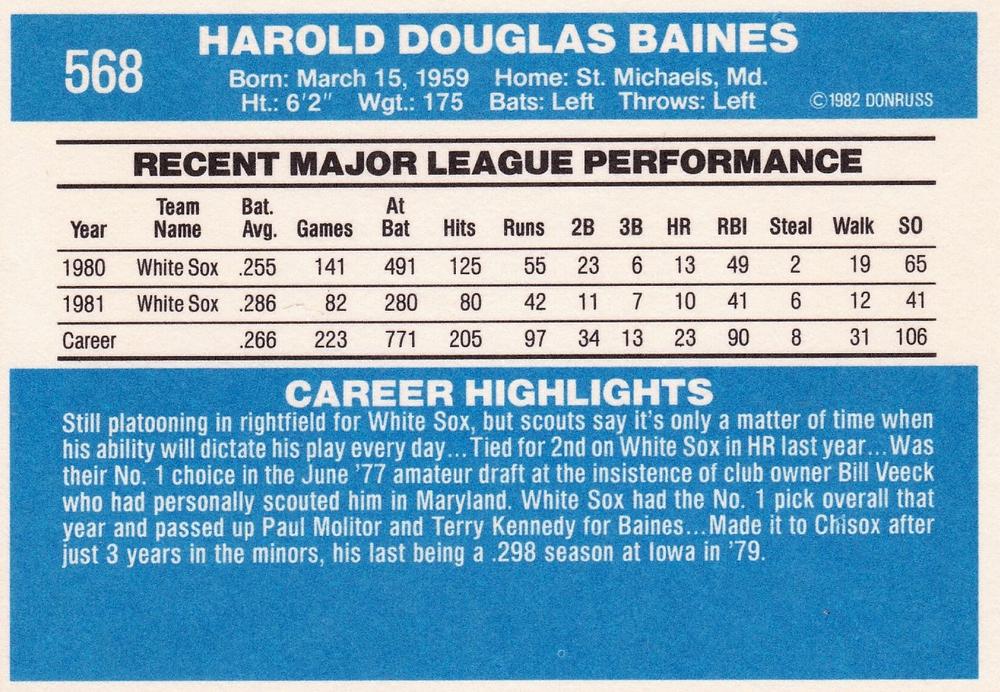 568
HAROLD DOUGLAS BAINES
Born: March 15, 1959 Home: St. Michaels, Md.
Ht.: 6'2" Wgt.: 175 Bats: Left Throws: Left ©1982 DONRUSS
RECENT MAJOR LEAGUE PERFORMANCE
Year Team Name Bat. Avg. Games At Bat Hits Runs 2B 3B HR RBI Steal Walk SO
1980 White Sox .255 141 491 125 55 23 6 13 49 2 19 65
1981 White Sox .286 82 280 80 42 11 7 10 41 6 12 41
Career .266 223 771 205 97 34 13 23 90 8 31 106
CAREER HIGHLIGHTS
Still platooning in rightfield for White Sox, but scouts say it's only a matter of time when
his ability will dictate his play every day...Tied for 2nd on White Sox in HR last year...Was
their No. 1 choice in the June '77 amateur draft at the insistence of club owner Bill Veeck
who had personally scouted him in Maryland. White Sox had the No. 1 pick overall that
year and passed up Paul Molitor and Terry Kennedy for Baines...Made it to Chisox after
just 3 years in the minors, his last being a .298 season at Iowa in '79.